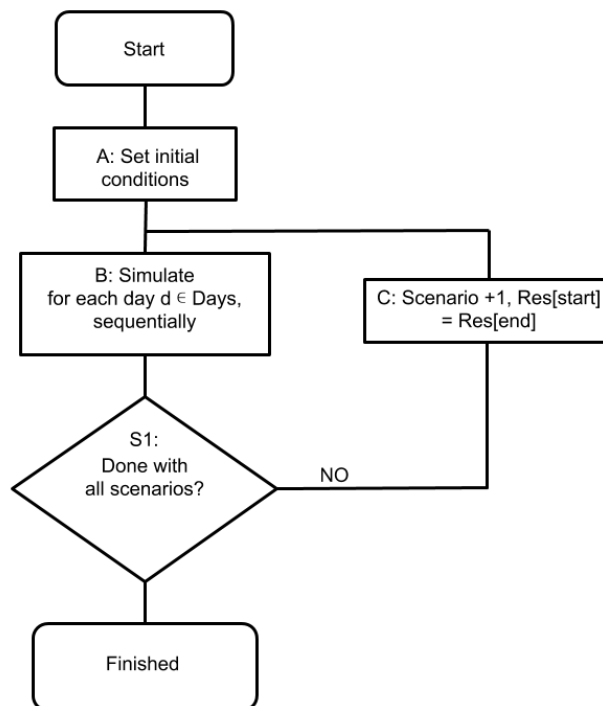 Start
A: Set initial
conditions
B: Simulate
for each day d ∈ Days,
sequentially
C: Scenario +1, Res[start]
= Res[end]
S1:
Done with
all scenarios?
NO
Finished